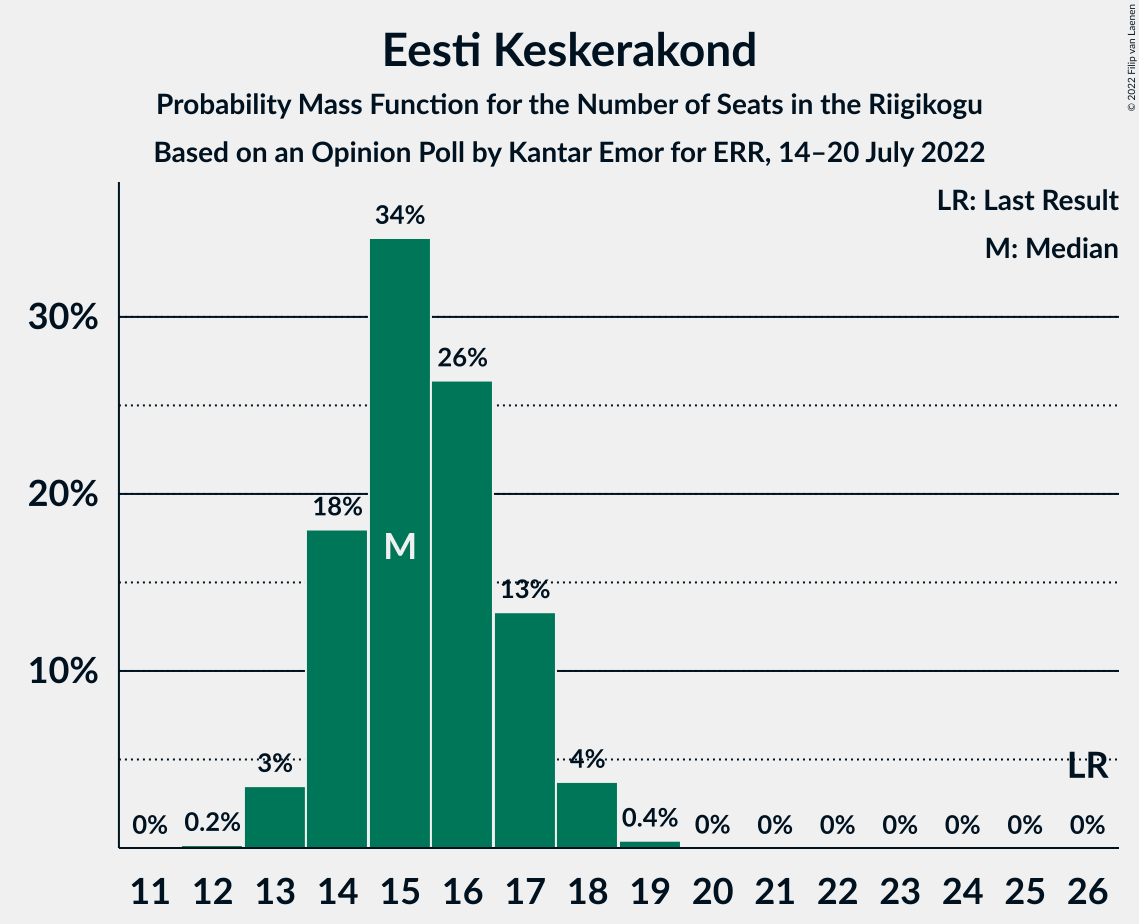 Eesti Keskerakond
Probability Mass Function for the Number of Seats in the Riigikogu
Based on an Opinion Poll by Kantar Emor for ERR, 14–20 July 2022
© 2022 Filip van Laenen
LR: Last Result
M: Median
34%
30%
26%
20%
18%
M
13%
10%
3%
4%
LR
0%
0.2%
0.4%
0% 0% 0% 0% 0% 0% 0%
11 12 13 14 15 16 17 18 19 20 21 22 23 24 25 26